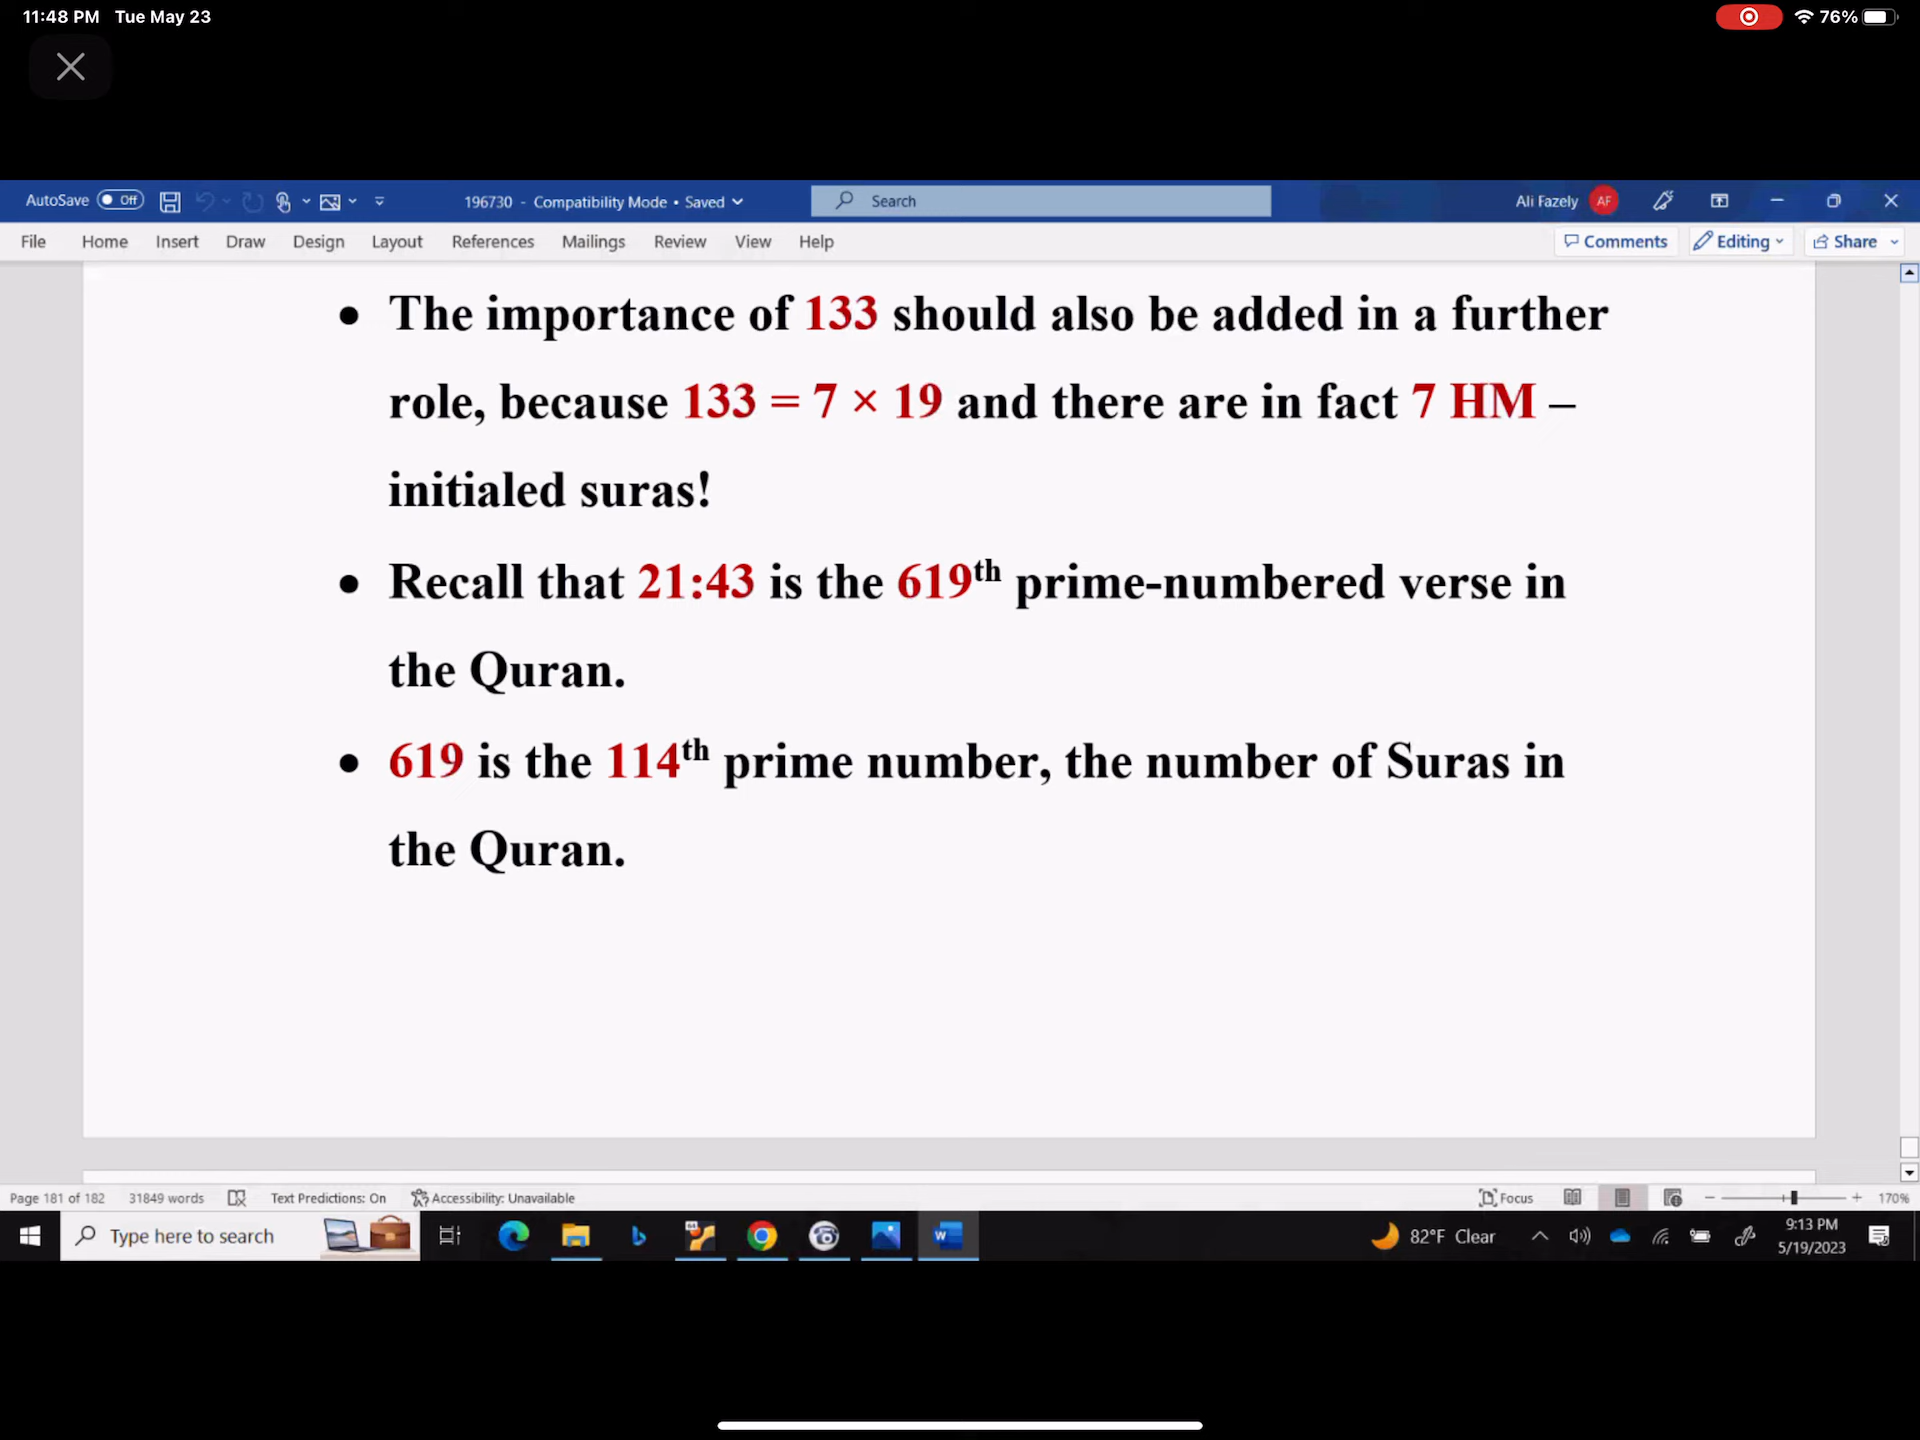 11:48 PM Tue May 23
76%
AutoSave Off
196730 - Compatibility Mode • Saved
Search
Ali Fazely AF
File Home Insert Draw Design Layout References Mailings Review View Help
Comments Editing Share
• The importance of 133 should also be added in a further
role, because 133 = 7 × 19 and there are in fact 7 HM –
initialed suras!
• Recall that 21:43 is the 619th prime-numbered verse in
the Quran.
• 619 is the 114th prime number, the number of Suras in
the Quran.
Page 181 of 182 31849 words Text Predictions: On Accessibility: Unavailable
Focus 170%
Type here to search
82°F Clear
9:13 PM
5/19/2023